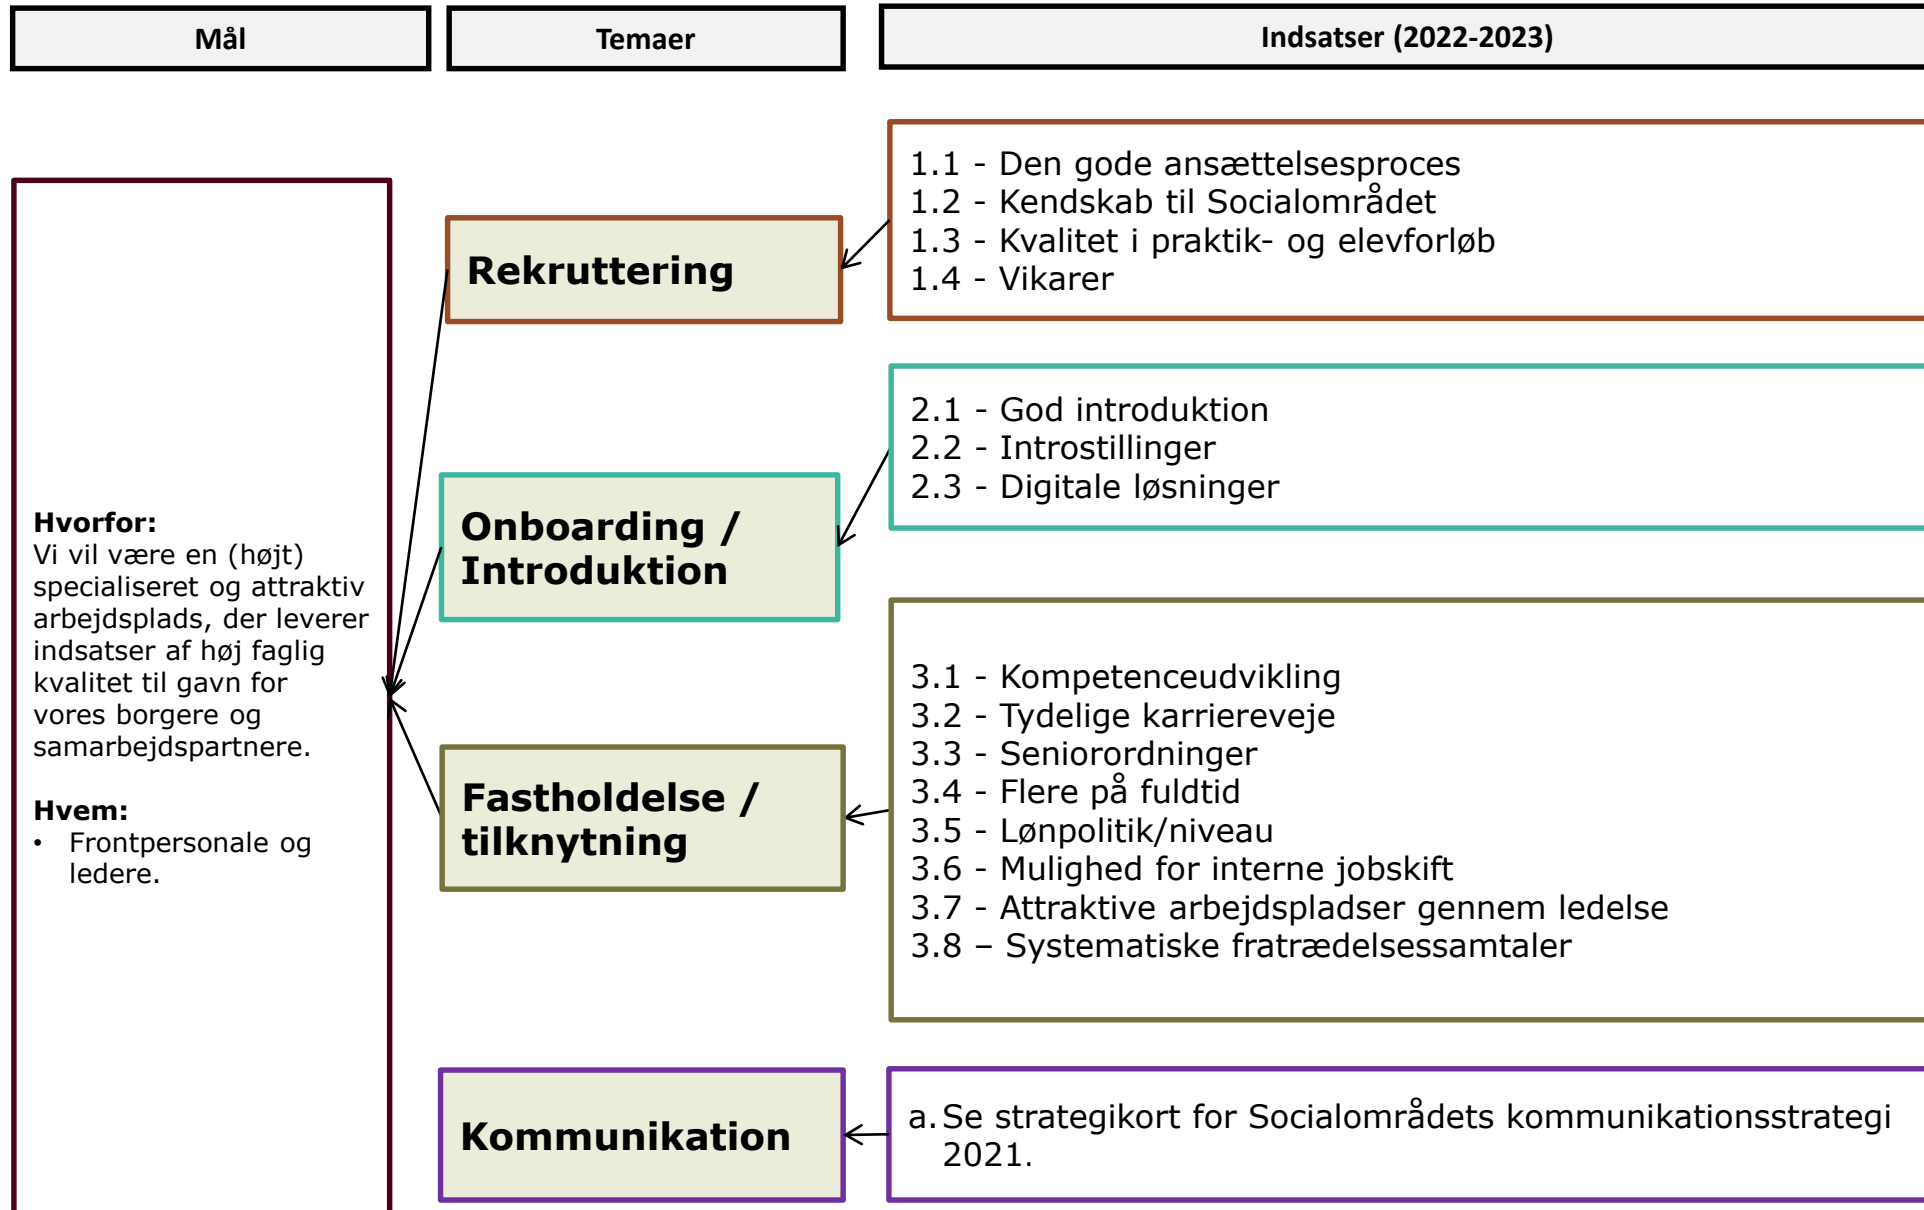 Mål
Temaer
Indsatser (2022-2023)
Hvorfor:
Vi vil være en (højt)
specialiseret og attraktiv
arbejdsplads, der leverer
indsatser af høj faglig
kvalitet til gavn for
vores borgere og
samarbejdspartnere.
Hvem:
• Frontpersonale og
ledere.
Rekruttering
1.1 - Den gode ansættelsesproces
1.2 - Kendskab til Socialområdet
1.3 - Kvalitet i praktik- og elevforløb
1.4 - Vikarer
Onboarding /
Introduktion
2.1 - God introduktion
2.2 - Introstillinger
2.3 - Digitale løsninger
Fastholdelse /
tilknytning
3.1 - Kompetenceudvikling
3.2 - Tydelige karriereveje
3.3 - Seniorordninger
3.4 - Flere på fuldtid
3.5 - Lønpolitik/niveau
3.6 - Mulighed for interne jobskift
3.7 - Attraktive arbejdspladser gennem ledelse
3.8 – Systematiske fratrædelsessamtaler
Kommunikation
a. Se strategikort for Socialområdets kommunikationsstrategi
2021.